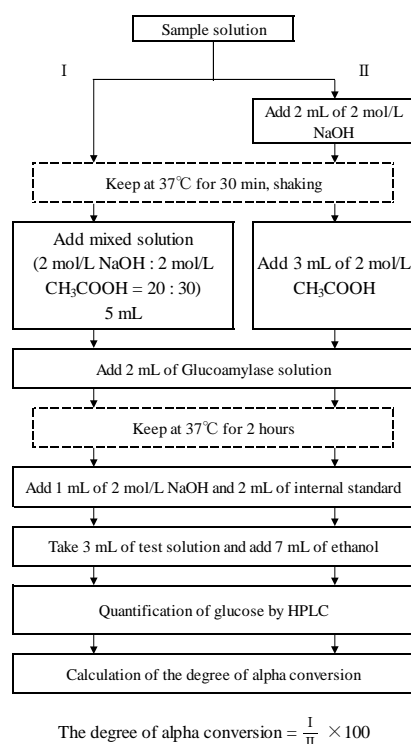 Sample solution
I
II
Add 2 mL of 2 mol/L
NaOH
Keep at 37℃ for 30 min, shaking
Add mixed solution
(2 mol/L NaOH : 2 mol/L
CH₃COOH = 20 : 30)
5 mL
Add 3 mL of 2 mol/L
CH₃COOH
Add 2 mL of Glucoamylase solution
Keep at 37℃ for 2 hours
Add 1 mL of 2 mol/L NaOH and 2 mL of internal standard
Take 3 mL of test solution and add 7 mL of ethanol
Quantification of glucose by HPLC
Calculation of the degree of alpha conversion
The degree of alpha conversion = I/II ×100